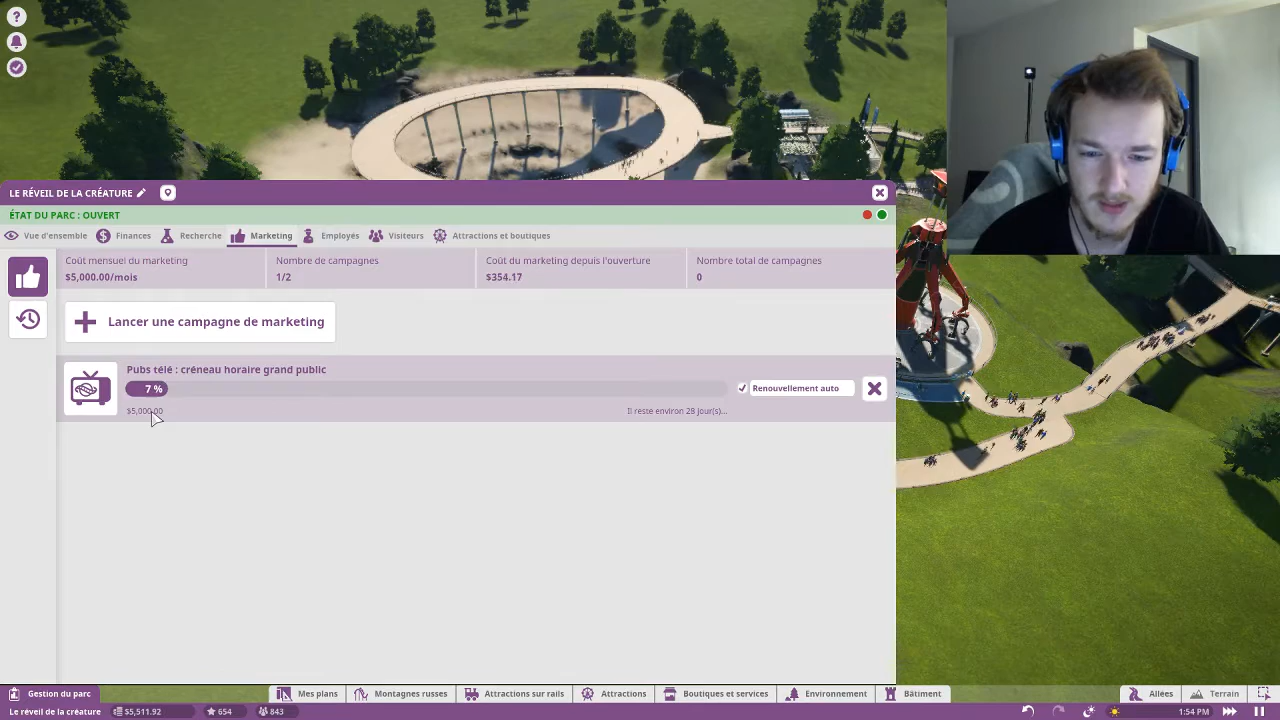 ?
LE RÉVEIL DE LA CRÉATURE
ÉTAT DU PARC : OUVERT
Vue d'ensemble
Finances
Recherche
Marketing
Employés
Visiteurs
Attractions et boutiques
Coût mensuel du marketing
$5,000.00/mois
Nombre de campagnes
1/2
Coût du marketing depuis l'ouverture
$354.17
Nombre total de campagnes
0
Lancer une campagne de marketing
Pubs télé : créneau horaire grand public
7 %
Renouvellement auto
$5,000.00
Il reste environ 28 jour(s)...
Gestion du parc
Mes plans
Montagnes russes
Attractions sur rails
Attractions
Boutiques et services
Environnement
Bâtiment
Allées
Terrain
Le réveil de la créature
$5,511.92
654
843
1:54 PM